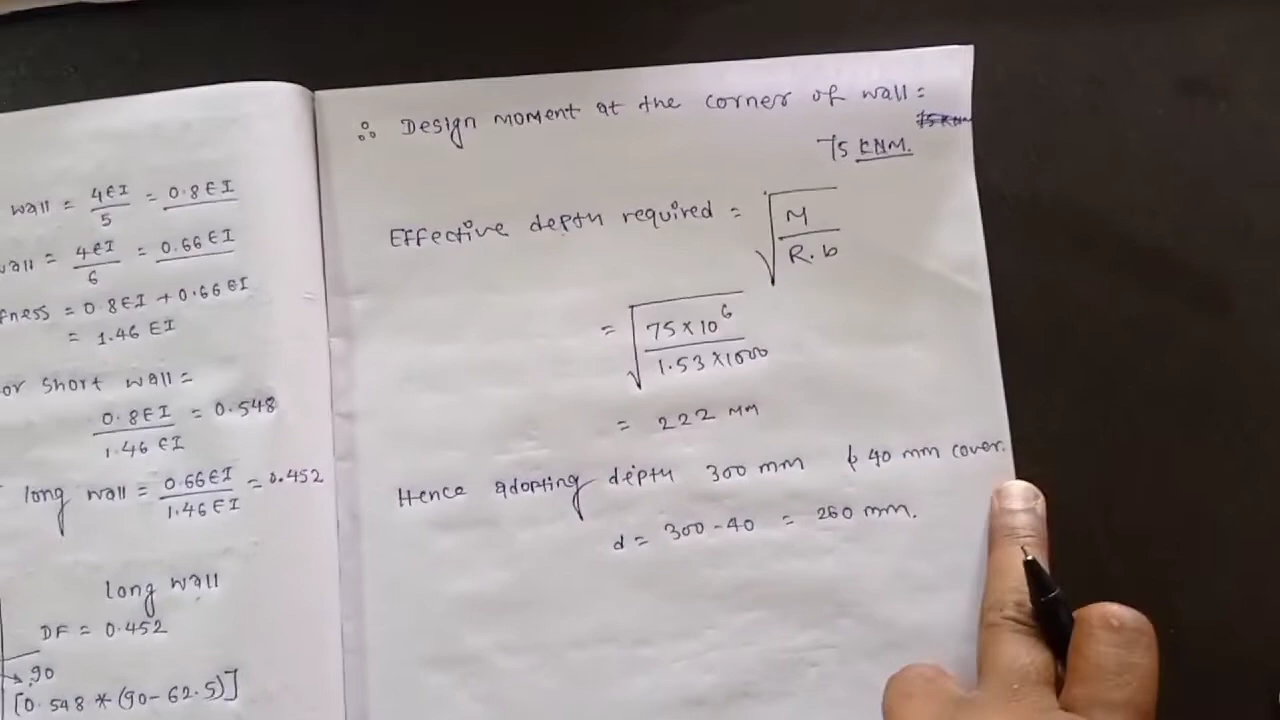 wall = 4EI/5 = 0.8EI
wall = 4EI/6 = 0.66EI
ness = 0.8EI + 0.66EI
= 1.46 EI
or short wall =
0.8EI/1.46EI = 0.548
long wall = 0.66EI/1.46EI = 0.452
long wall
DF = 0.452
90
[0.548 * (90-62.5)]
∴ Design moment at the corner of wall =
75 KNM.
Effective depth required = √(M/R.b)
= √(75×10⁶/1.53×1000)
= 222 mm
Hence adopting depth 300 mm & 40 mm cover.
d = 300-40 = 260 mm.